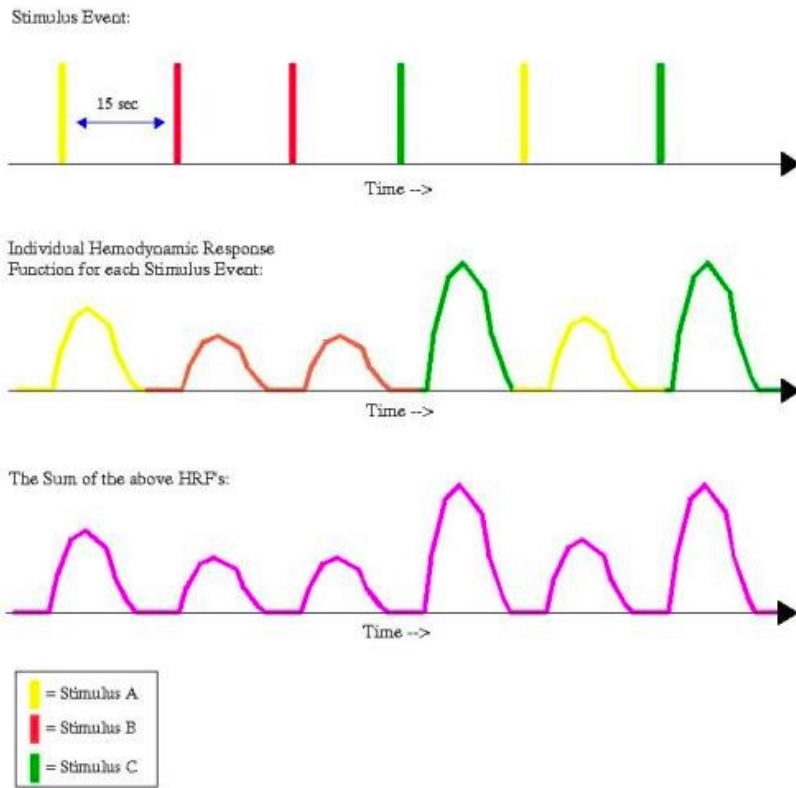 Stimulus Event:
15 sec
Time -->
Individual Hemodynamic Response
Function for each Stimulus Event:
Time -->
The Sum of the above HRF's:
Time -->
= Stimulus A
= Stimulus B
= Stimulus C